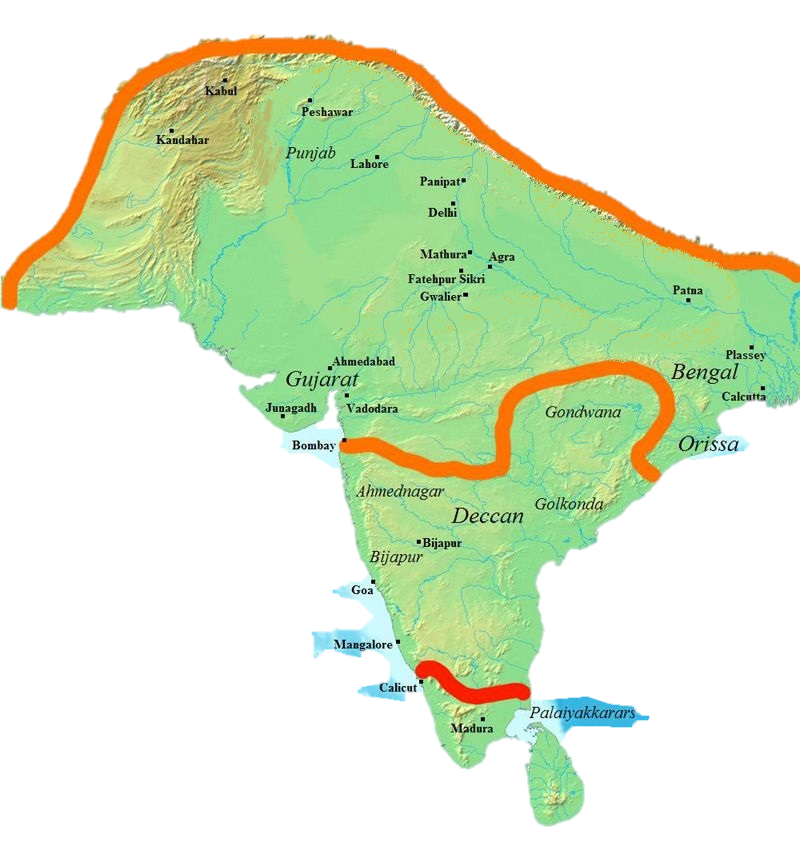 Kabul
Peshawar
Kandahar
Punjab
Lahore
Panipat
Delhi
Mathura
Agra
Fatehpur Sikri
Gwalier
Patna
Plassey
Ahmedabad
Bengal
Gujarat
Calcutta
Junagadh
Vadodara
Gondwana
Bombay
Orissa
Ahmednagar
Golkonda
Deccan
Bijapur
Bijapur
Goa
Mangalore
Calicut
Palaiyakkarars
Madura